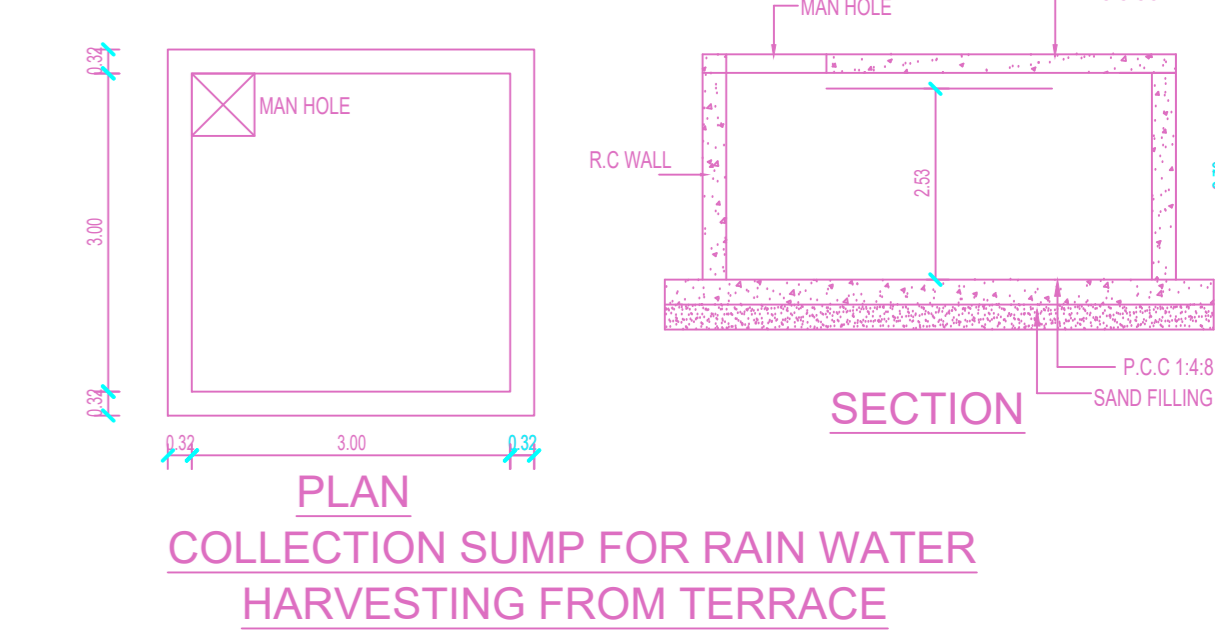 MAN HOLE
0.32
MAN HOLE
R.C WALL
2.53
3.00
0.32
P.C.C 1:4:8
SAND FILLING
SECTION
0.32 3.00 0.32
PLAN
COLLECTION SUMP FOR RAIN WATER
HARVESTING FROM TERRACE